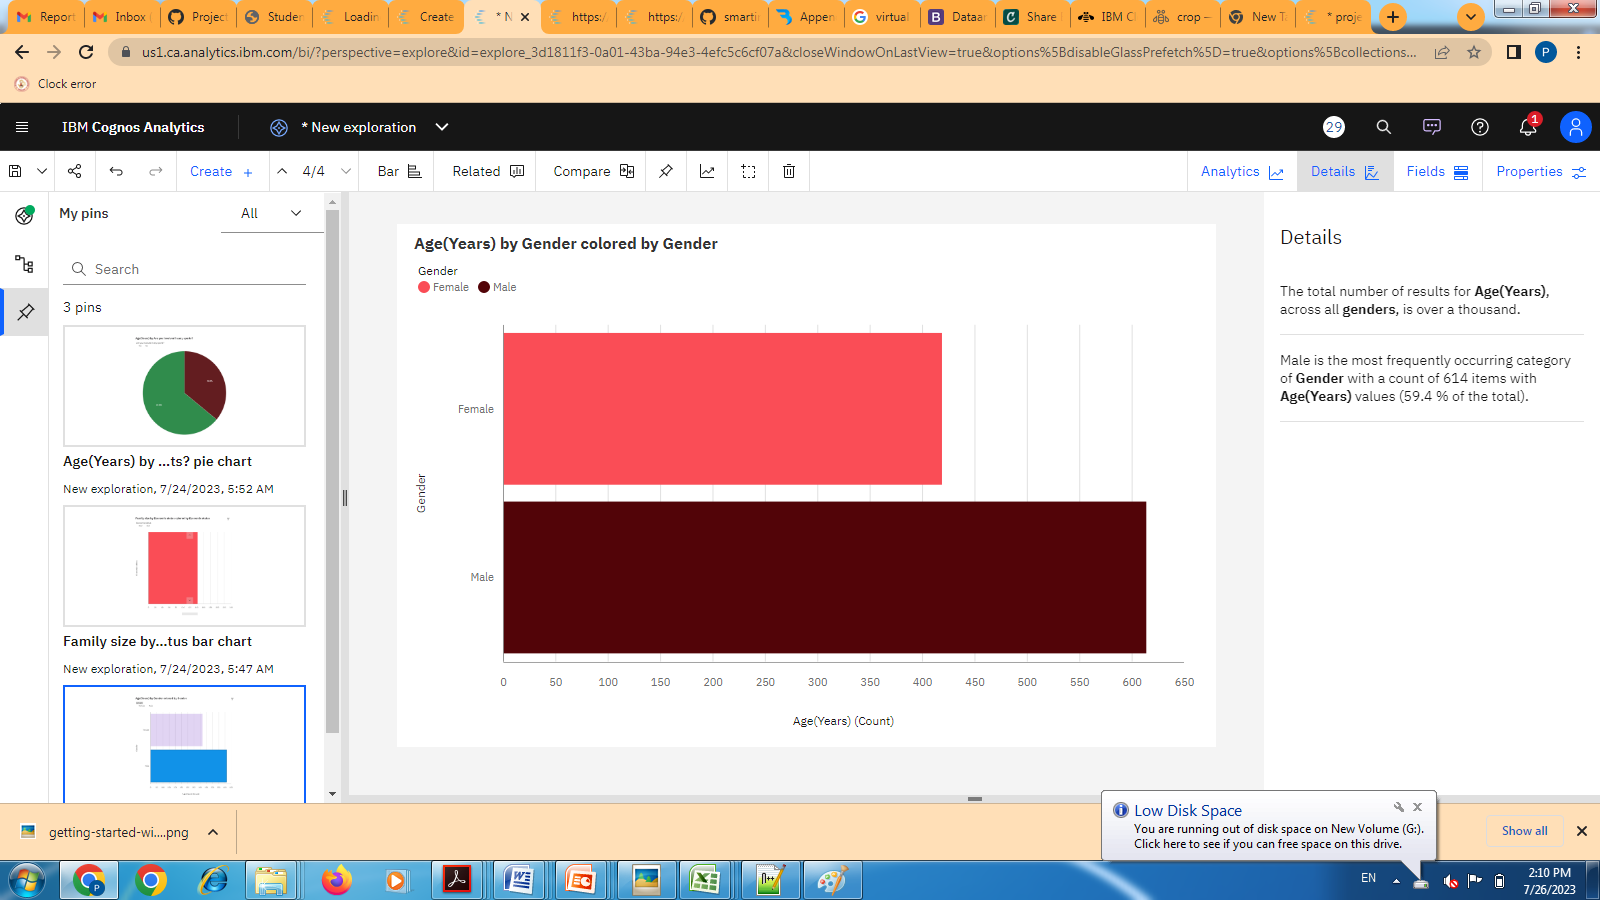 Report
Inbox (
Project
Studen
Loadin
Create
* N
https:/
https:/
smarti
Appen
virtual
Dataar
Share
IBM Cl
crop –
New T
* proje
us1.ca.analytics.ibm.com/bi/?perspective=explore&id=explore_3d1811f3-0a01-43ba-94e3-4efc5c6cf07a&closeWindowOnLastView=true&options%5BdisableGlassPrefetch%5D=true&options%5Bcollections...
P
Clock error
IBM Cognos Analytics
* New exploration
29
1
Create +
4/4
Bar
Related
Compare
Analytics
Details
Fields
Properties
My pins
All
Search
3 pins
Age(Years) by ...ts? pie chart
New exploration, 7/24/2023, 5:52 AM
Family size by...tus bar chart
New exploration, 7/24/2023, 5:47 AM
Age(Years) by Gender colored by Gender
Gender
Female Male
Gender
Female
Male
0 50 100 150 200 250 300 350 400 450 500 550 600 650
Age(Years) (Count)
Details
The total number of results for Age(Years),
across all genders, is over a thousand.
Male is the most frequently occurring category
of Gender with a count of 614 items with
Age(Years) values (59.4 % of the total).
getting-started-wi....png
Show all
Low Disk Space
You are running out of disk space on New Volume (G:).
Click here to see if you can free space on this drive.
EN
2:10 PM
7/26/2023